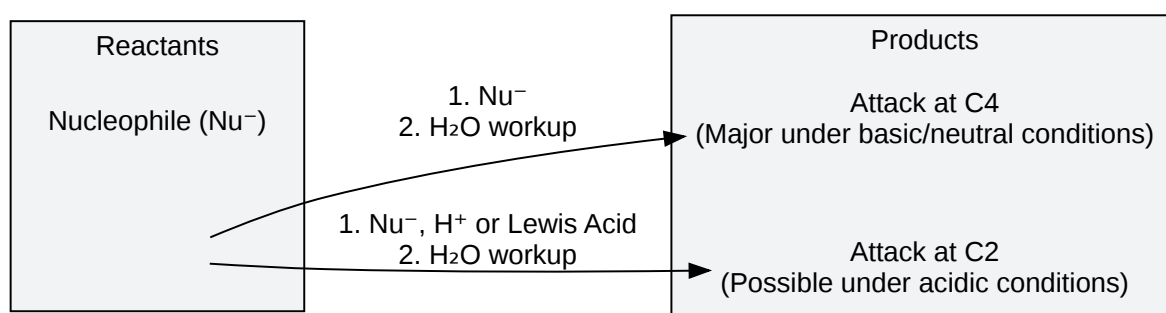 Reactants
Nucleophile (Nu⁻)
1. Nu⁻
2. H₂O workup
1. Nu⁻, H⁺ or Lewis Acid
2. H₂O workup
Products
Attack at C4
(Major under basic/neutral conditions)
Attack at C2
(Possible under acidic conditions)